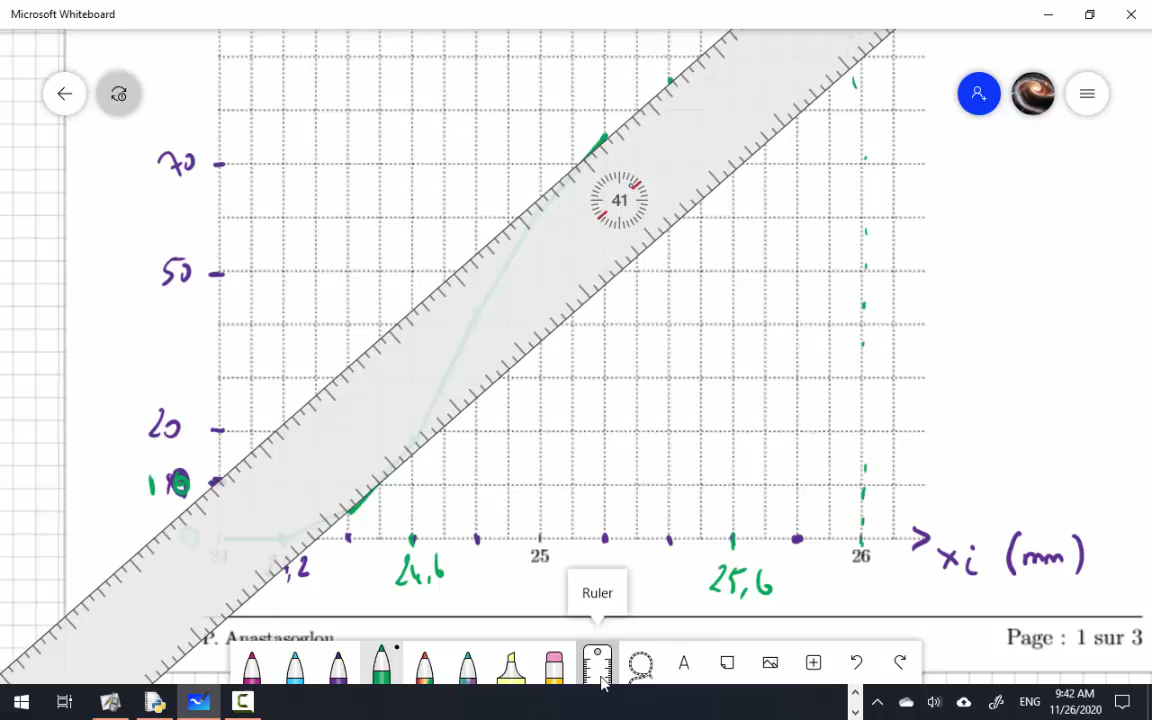 Microsoft Whiteboard
70
41
50
20
10
24
25
26
,2
24,6
25,6
xi (mm)
Ruler
P. Anastasoglou
Page : 1 sur 3
A
ENG
9:42 AM
11/26/2020